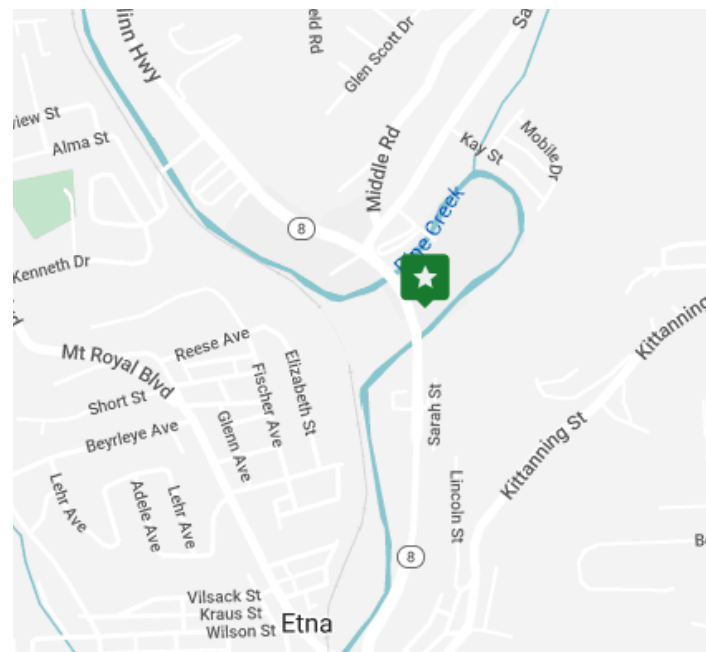 linn Hwy
eld Rd
Glen Scott Dr
Sa
view St
Alma St
Mobile Dr
Kay St
Middle Rd
8
Pine Creek
Kenneth Dr
Kittanning
Reese Ave
Mt Royal Blvd
Elizabeth St
Fischer Ave
Short St
Sarah St
Glenn Ave
Beyrleye Ave
Kittanning St
Lincoln St
Lehr Ave
Adele Ave
Lehr Ave
8
Be
Vilsack St
Kraus St
Etna
Wilson St